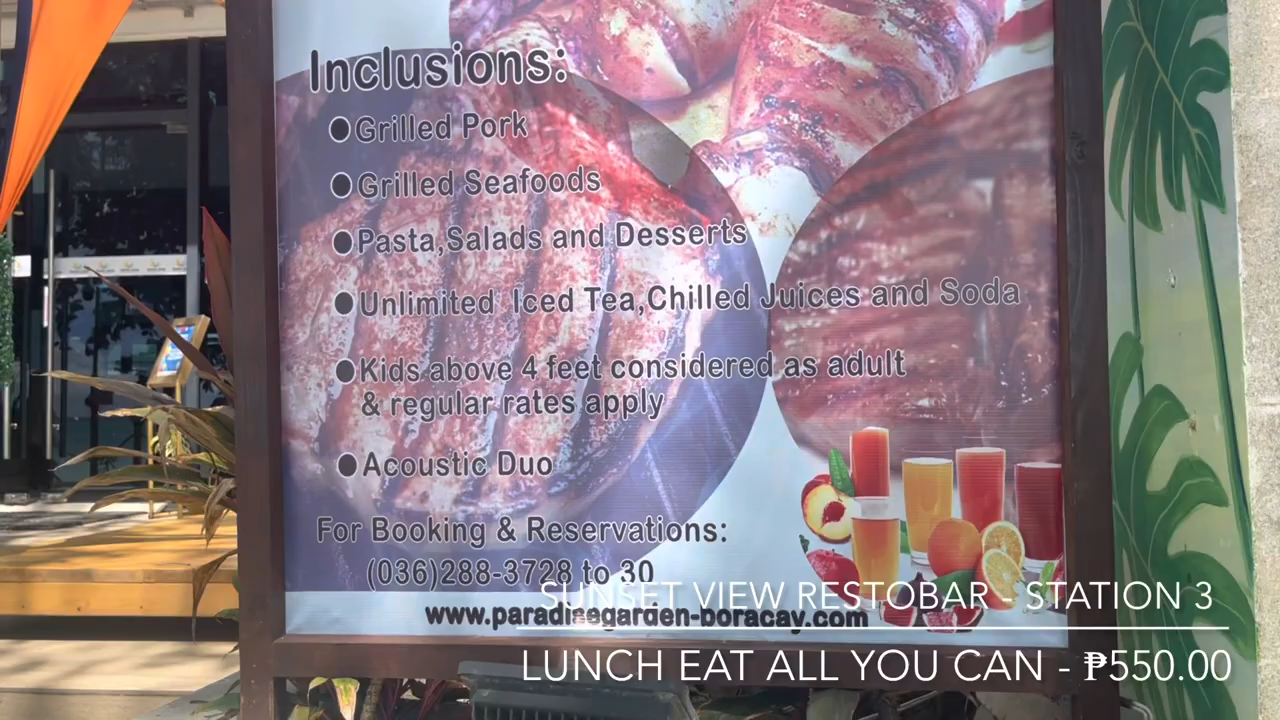 Inclusions:
●Grilled Pork
●Grilled Seafoods
●Pasta,Salads and Desserts
●Unlimited Iced Tea,Chilled Juices and Soda
●Kids above 4 feet considered as adult
& regular rates apply
●Acoustic Duo
For Booking & Reservations:
(036)288-3728 to 30
www.paradisegarden-boracay.com
SUNSET VIEW RESTOBAR - STATION 3
LUNCH EAT ALL YOU CAN - ₱550.00